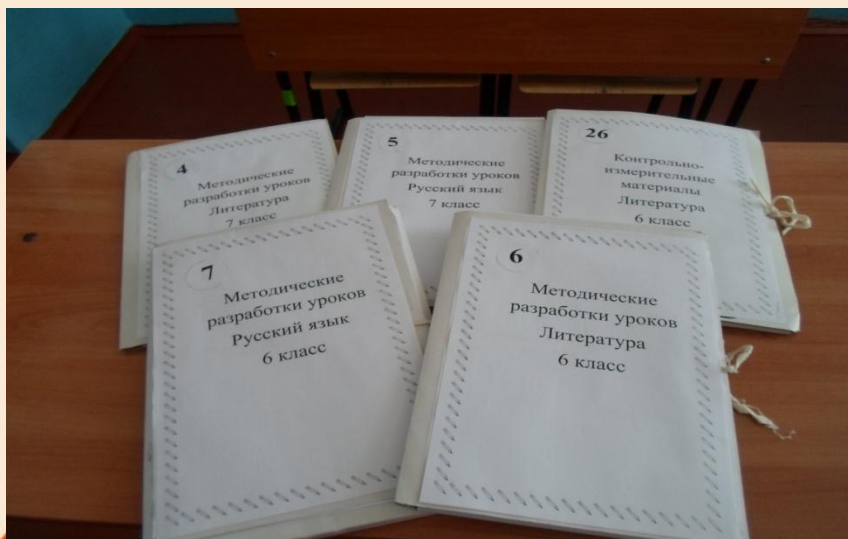 4
Методические
разработки уроков
Литература
7 класс
5
Методические
разработки уроков
Русский язык
7 класс
26
Контрольно-
измерительные
материалы
Литература
6 класс
7
Методические
разработки уроков
Русский язык
6 класс
6
Методические
разработки уроков
Литература
6 класс